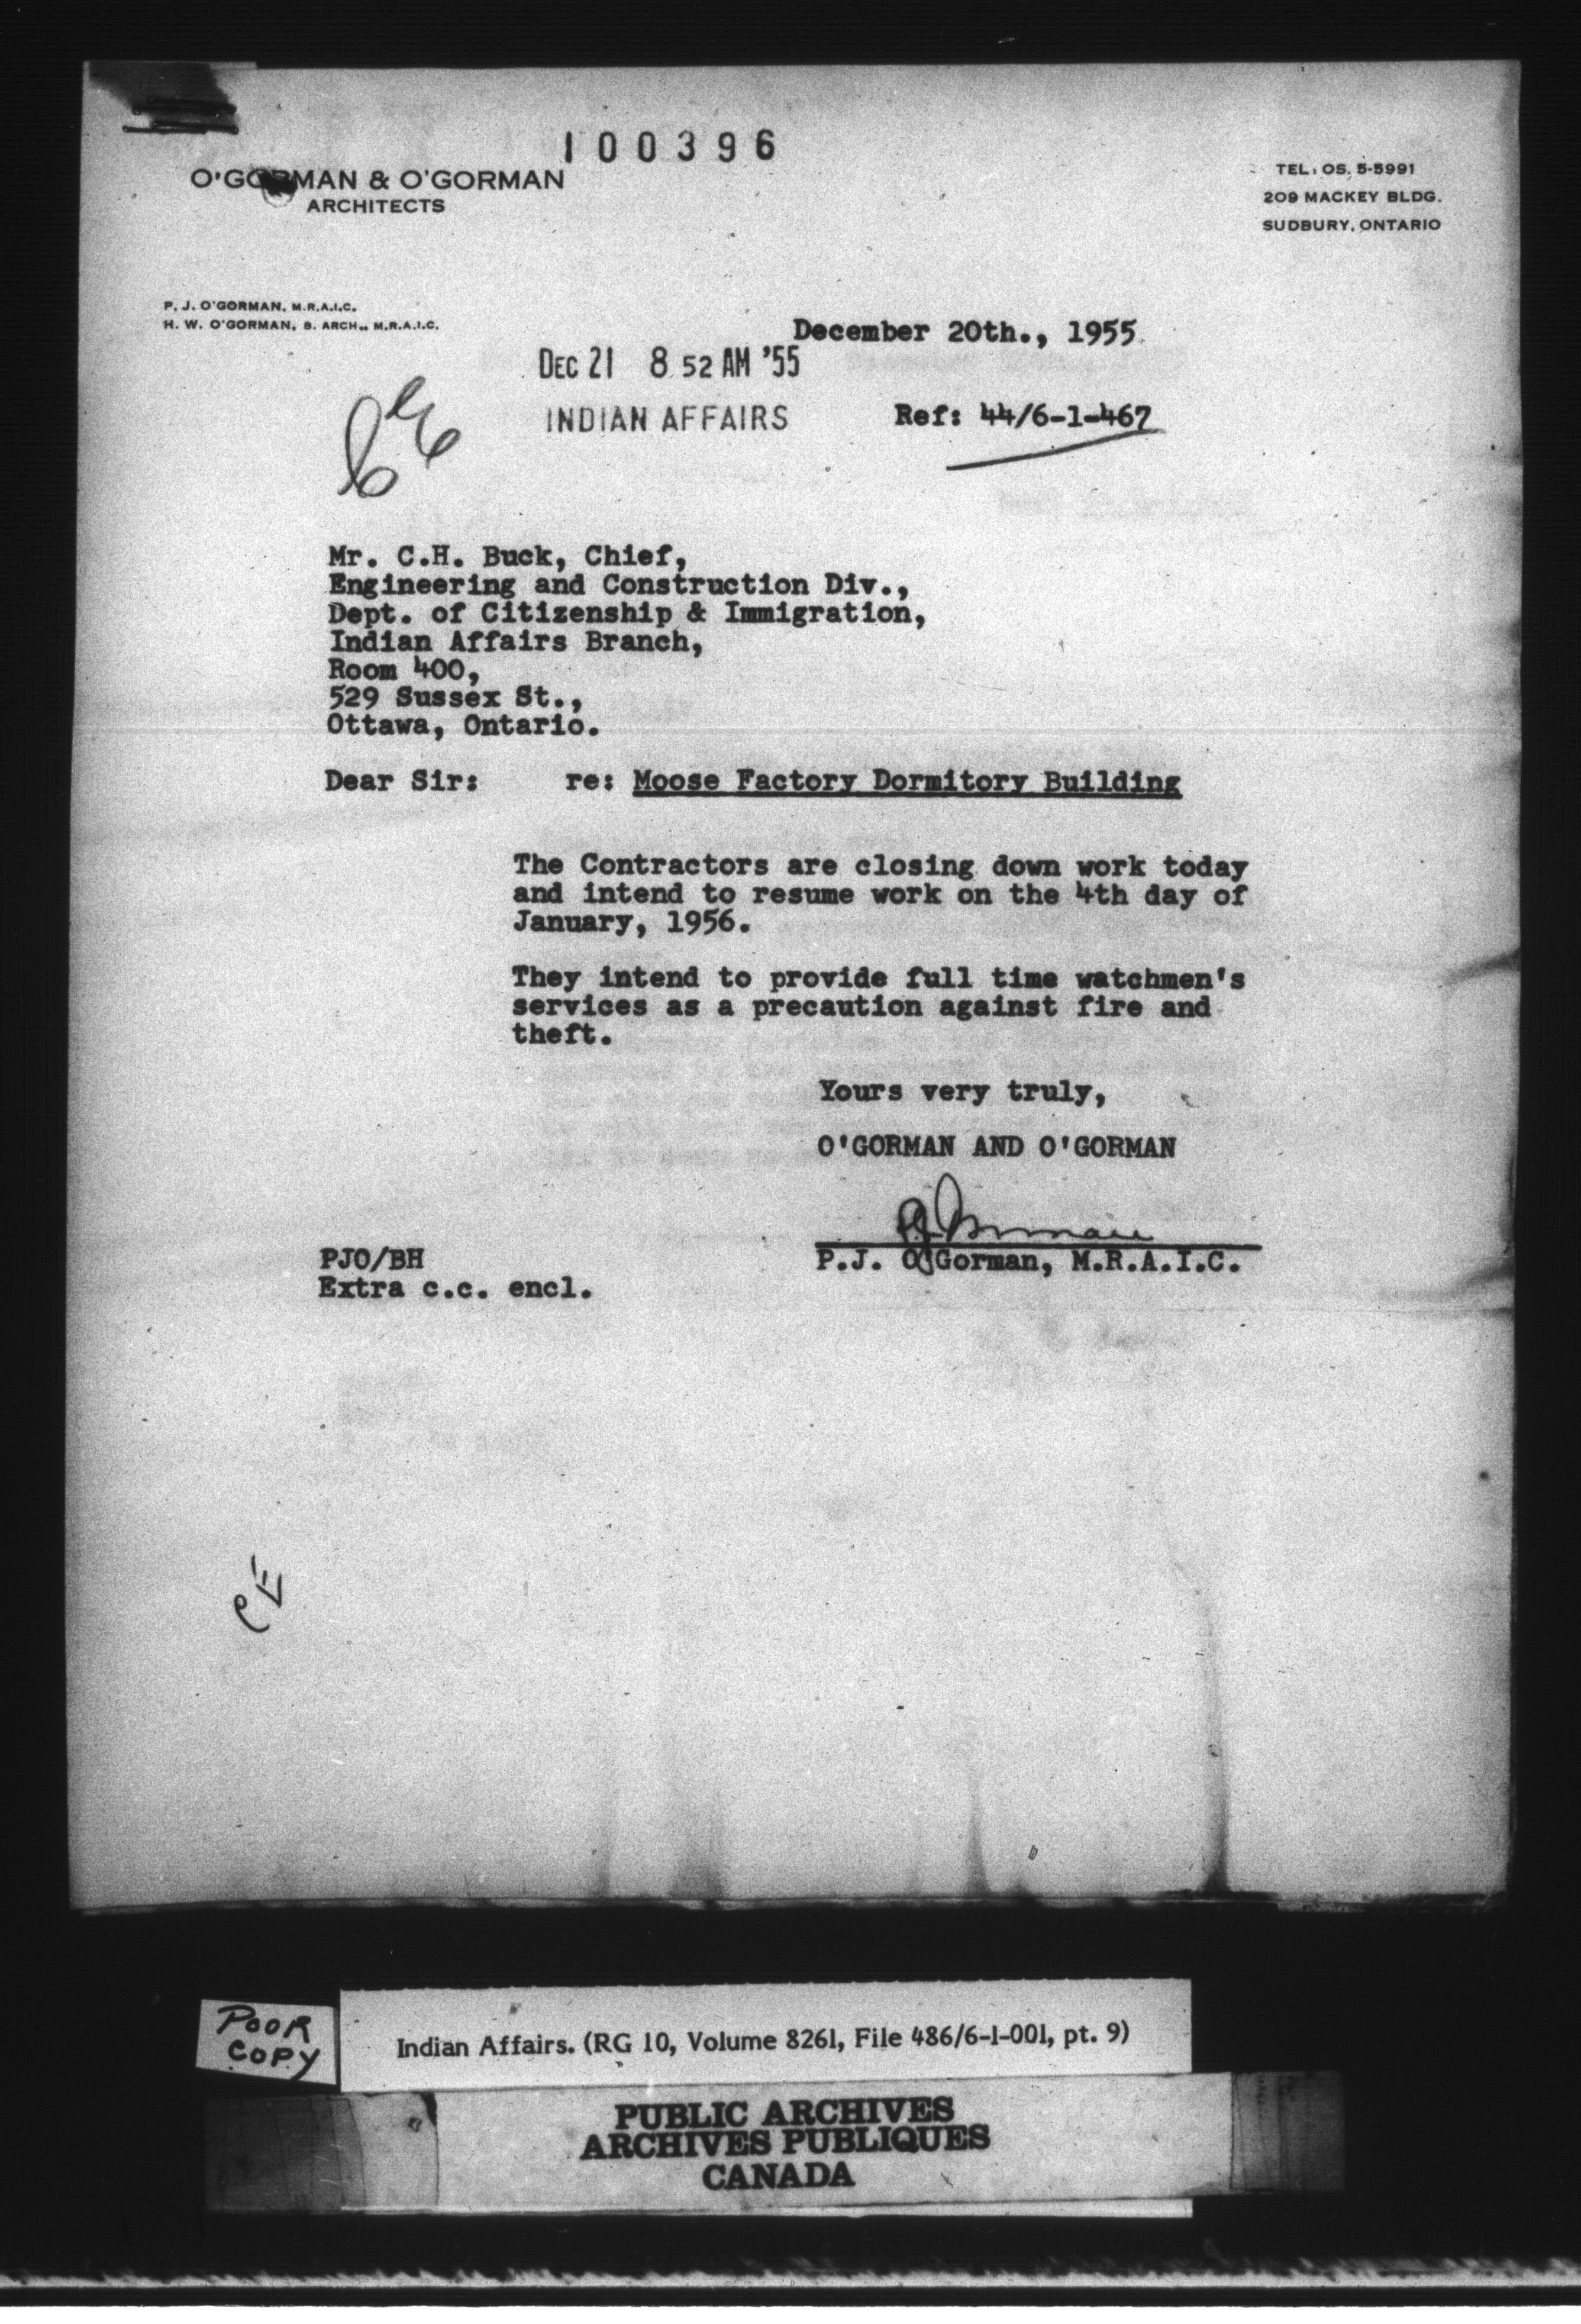 100396
O'GORMAN & O'GORMAN
ARCHITECTS
TEL. OS. 5-5991
209 MACKEY BLDG.
SUDBURY, ONTARIO
P. J. O'GORMAN, M.R.A.I.C.
H. W. O'GORMAN, B. ARCH., M.R.A.I.C.
December 20th., 1955
DEC 21 8 52 AM '55
INDIAN AFFAIRS
Ref: 44/6-1-467
Mr. C.H. Buck, Chief,
Engineering and Construction Div.,
Dept. of Citizenship & Immigration,
Indian Affairs Branch,
Room 400,
529 Sussex St.,
Ottawa, Ontario.
Dear Sir: re: Moose Factory Dormitory Building
The Contractors are closing down work today
and intend to resume work on the 4th day of
January, 1956.
They intend to provide full time watchmen's
services as a precaution against fire and
theft.
Yours very truly,
O'GORMAN AND O'GORMAN
P.J. O'Gorman, M.R.A.I.C.
PJO/BH
Extra c.c. encl.
POOR
COPY
Indian Affairs. (RG 10, Volume 8261, File 486/6-1-001, pt. 9)
PUBLIC ARCHIVES
ARCHIVES PUBLIQUES
CANADA